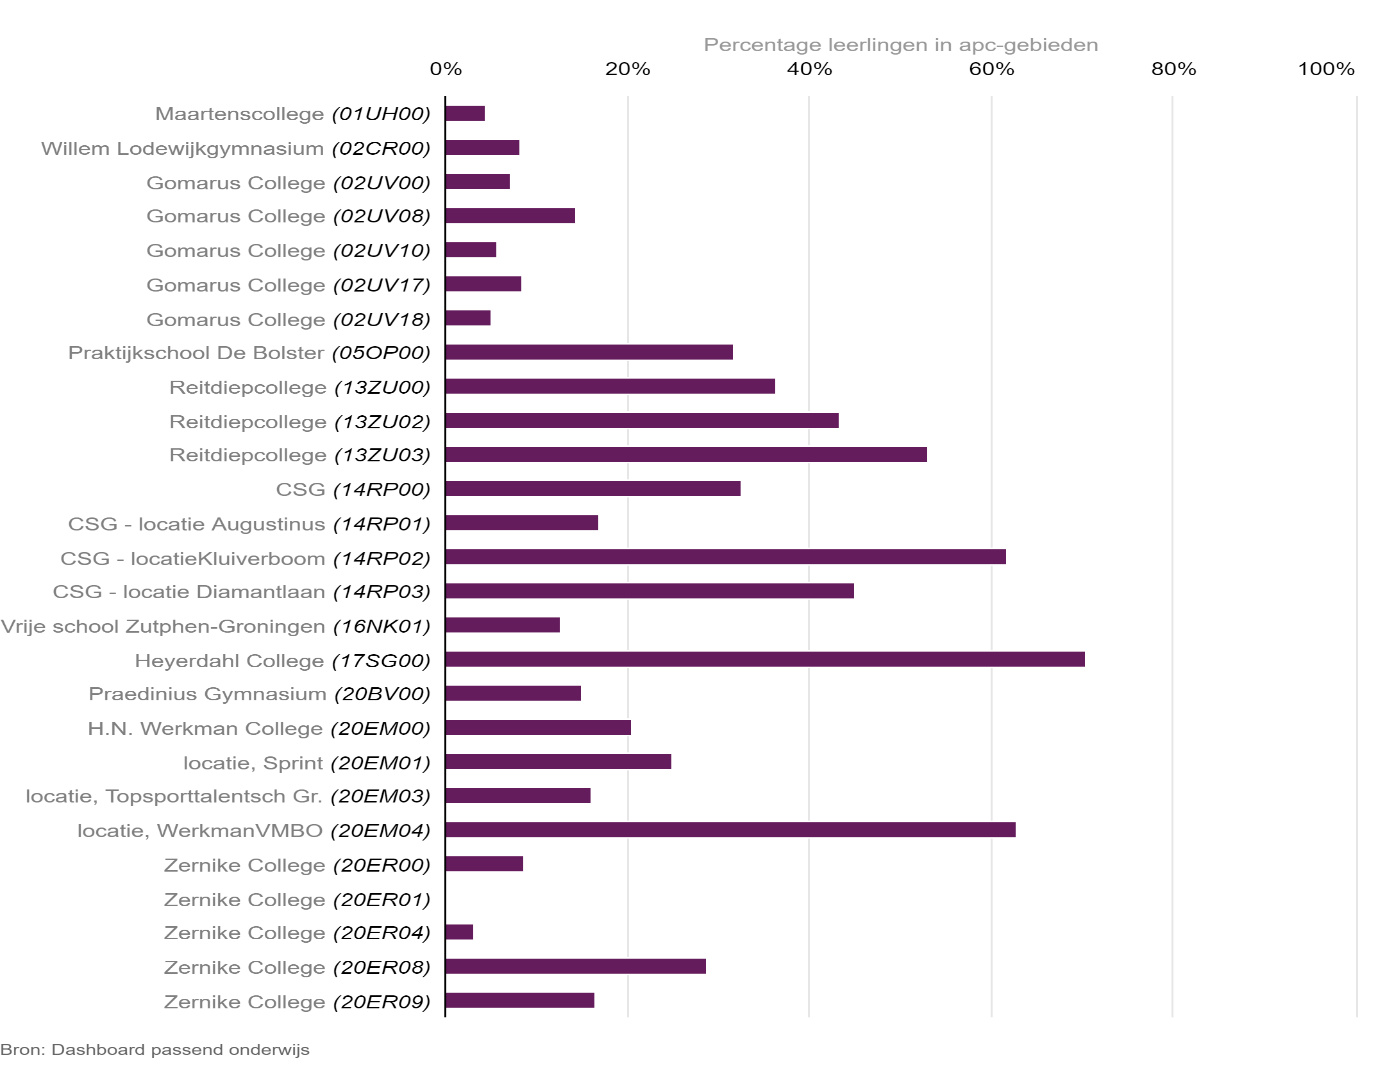 Percentage leerlingen in apc-gebieden
0% 20% 40% 60% 80% 100%
Maartenscollege (01UH00)
Willem Lodewijkgymnasium (02CR00)
Gomarus College (02UV00)
Gomarus College (02UV08)
Gomarus College (02UV10)
Gomarus College (02UV17)
Gomarus College (02UV18)
Praktijkschool De Bolster (05OP00)
Reitdiepcollege (13ZU00)
Reitdiepcollege (13ZU02)
Reitdiepcollege (13ZU03)
CSG (14RP00)
CSG - locatie Augustinus (14RP01)
CSG - locatieKluiverboom (14RP02)
CSG - locatie Diamantlaan (14RP03)
Vrije school Zutphen-Groningen (16NK01)
Heyerdahl College (17SG00)
Praedinius Gymnasium (20BV00)
H.N. Werkman College (20EM00)
locatie, Sprint (20EM01)
locatie, Topsporttalentsch Gr. (20EM03)
locatie, WerkmanVMBO (20EM04)
Zernike College (20ER00)
Zernike College (20ER01)
Zernike College (20ER04)
Zernike College (20ER08)
Zernike College (20ER09)
Bron: Dashboard passend onderwijs